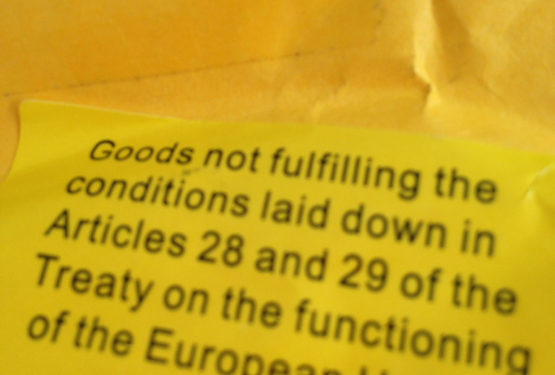 Goods not fulfilling the
conditions laid down in
Articles 28 and 29 of the
Treaty on the functioning
of the European